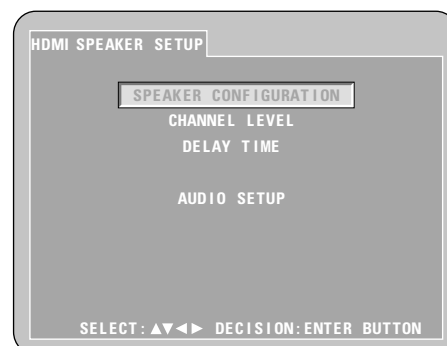 HDMI SPEAKER SETUP
SPEAKER CONFIGURATION
CHANNEL LEVEL
DELAY TIME
AUDIO SETUP
SELECT:▲▼◄► DECISION:ENTER BUTTON